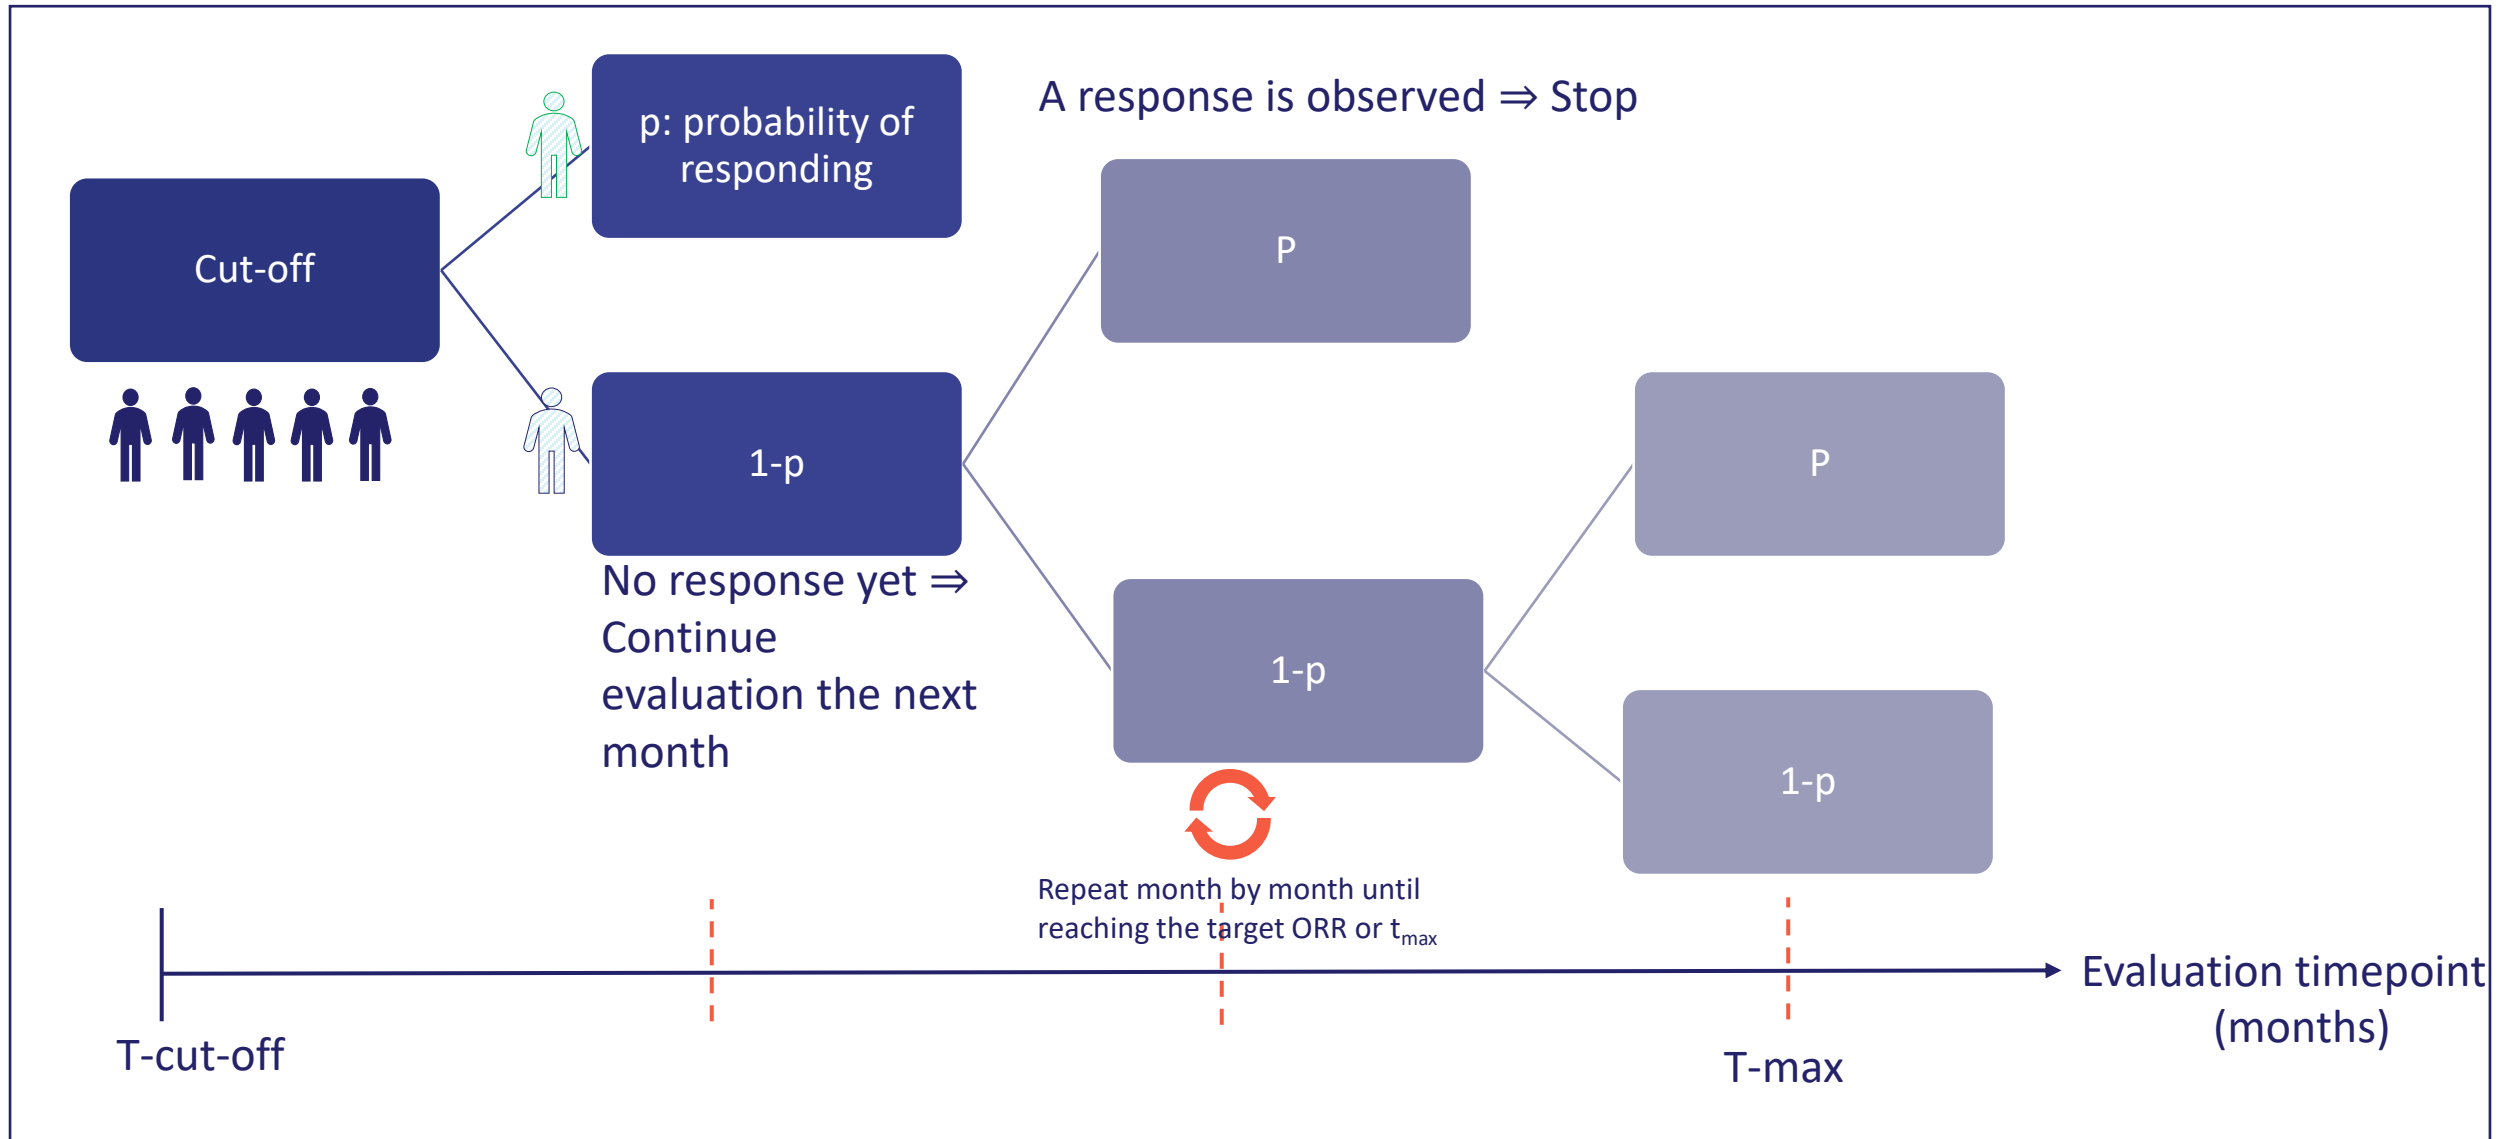 p: probability of
responding
A response is observed ⇒ Stop
Cut-off
P
1-p
P
No response yet ⇒
Continue
evaluation the next
month
1-p
1-p
Repeat month by month until
reaching the target ORR or tmax
Evaluation timepoint
(months)
T-cut-off
T-max